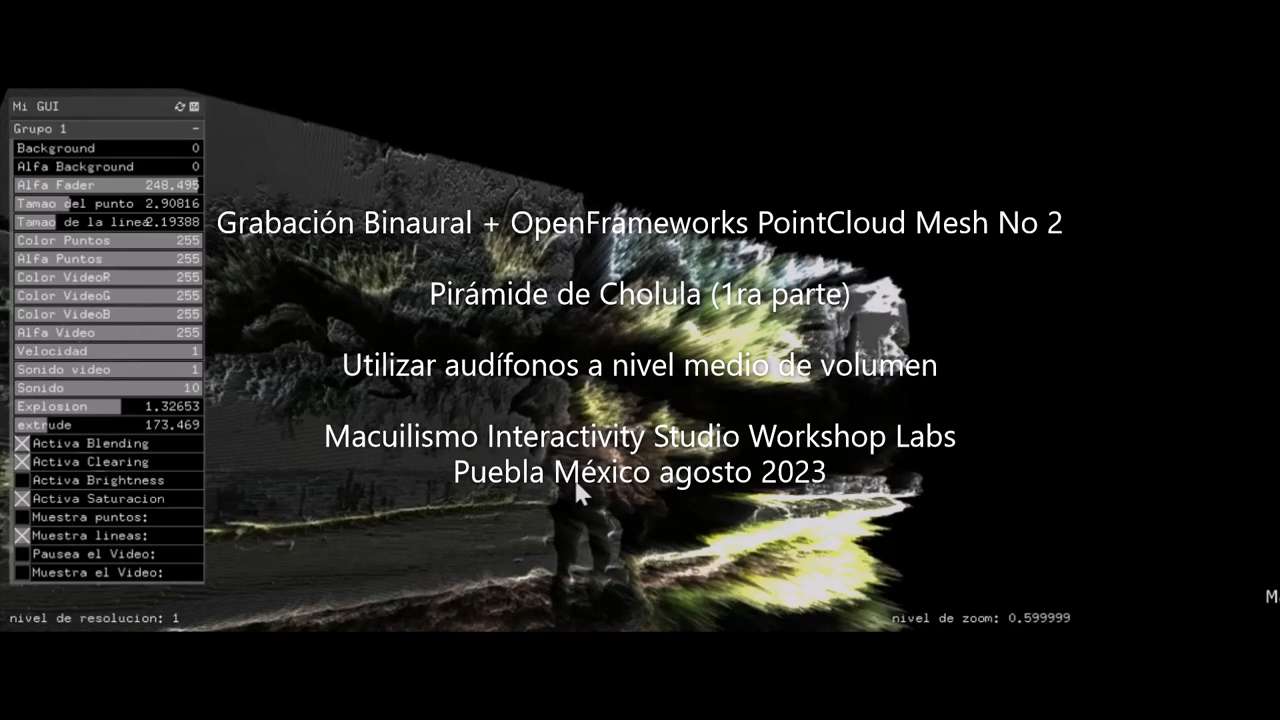 Mi GUI
Grupo 1 -
Background 0
Alfa Background 0
Alfa Fader 248.495
Tamao del punto 2.90816
Tamao de la linea 2.19388
Color Puntos 255
Alfa Puntos 255
Color VideoR 255
Color VideoG 255
Color VideoB 255
Alfa Video 255
Velocidad 1
Sonido video 1
Sonido 10
Explosion 1.32653
extrude 173.469
Activa Blending
Activa Clearing
Activa Brightness
Activa Saturacion
Muestra puntos:
Muestra lineas:
Pausea el Video:
Muestra el Video:
nivel de resolucion: 1
Grabación Binaural + OpenFrameworks PointCloud Mesh No 2
Pirámide de Cholula (1ra parte)
Utilizar audífonos a nivel medio de volumen
Macuilismo Interactivity Studio Workshop Labs
Puebla México agosto 2023
nivel de zoom: 0.599999